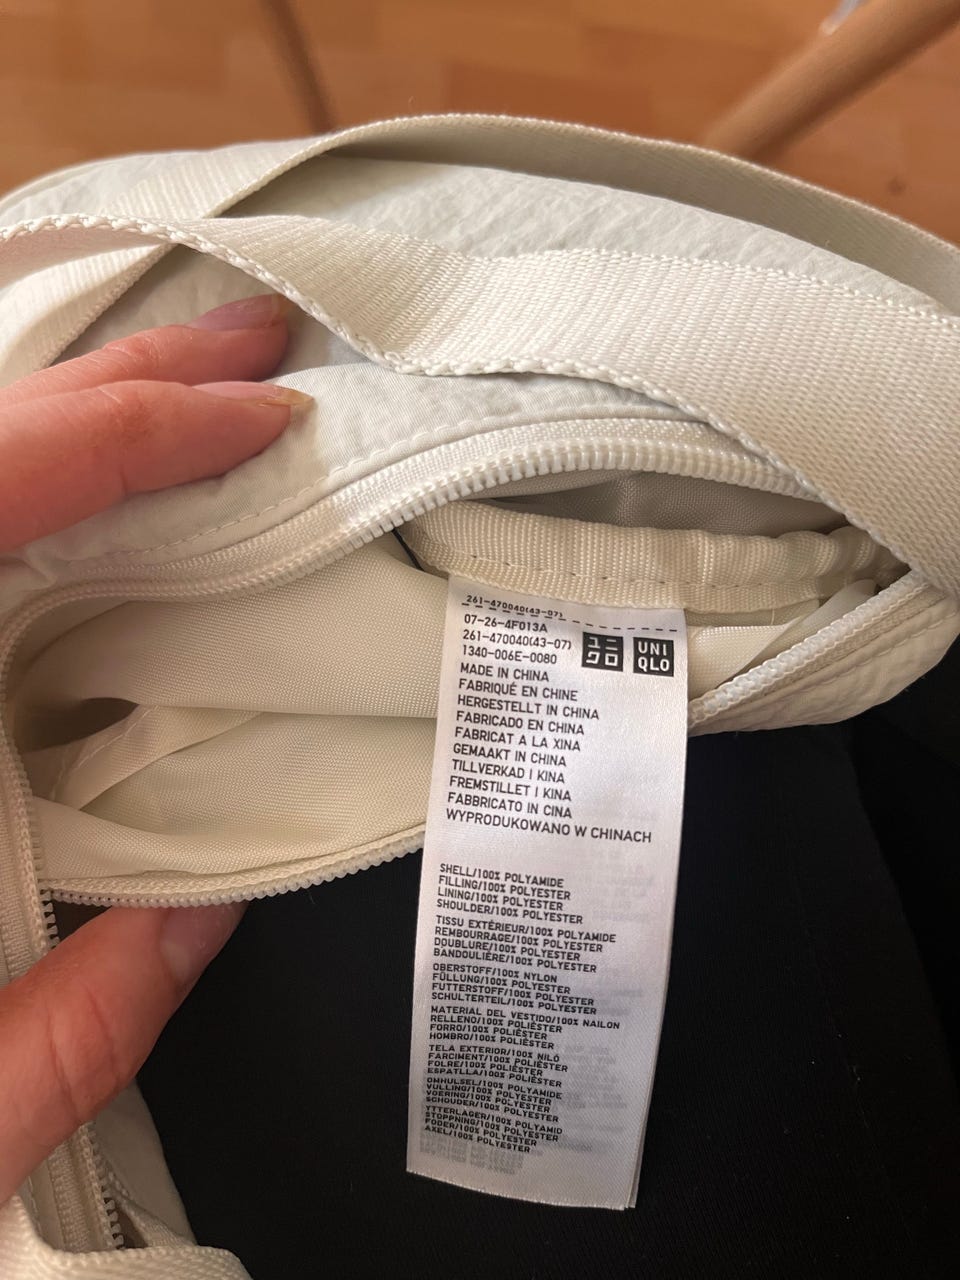 261-470040(43-07)
07-26-4F013A
261-470040(43-07)
1340-006E-0080
ユニ
クロ
UNI
QLO
MADE IN CHINA
FABRIQUÉ EN CHINE
HERGESTELLT IN CHINA
FABRICADO EN CHINA
FABRICAT A LA XINA
GEMAAKT IN CHINA
TILLVERKAD I KINA
FREMSTILLET I KINA
FABBRICATO IN CINA
WYPRODUKOWANO W CHINACH
SHELL/100% POLYAMIDE
FILLING/100% POLYESTER
LINING/100% POLYESTER
SHOULDER/100% POLYESTER
TISSU EXTÉRIEUR/100% POLYAMIDE
REMBOURRAGE/100% POLYESTER
DOUBLURE/100% POLYESTER
BANDOULIÈRE/100% POLYESTER
OBERSTOFF/100% NYLON
FÜLLUNG/100% POLYESTER
FUTTERSTOFF/100% POLYESTER
SCHULTERTEIL/100% POLYESTER
MATERIAL DEL VESTIDO/100% NAILON
RELLENO/100% POLIÉSTER
FORRO/100% POLIÉSTER
HOMBRO/100% POLIÉSTER
TELA EXTERIOR/100% NILÓ
FARCIMENT/100% POLIÈSTER
FOLRE/100% POLIÈSTER
ESPATLLA/100% POLIÈSTER
OMHULSEL/100% POLYAMIDE
VULLING/100% POLYESTER
VOERING/100% POLYESTER
SCHOUDER/100% POLYESTER
YTTERLAGER/100% POLYAMID
STOPPNING/100% POLYESTER
FODER/100% POLYESTER
AXEL/100% POLYESTER